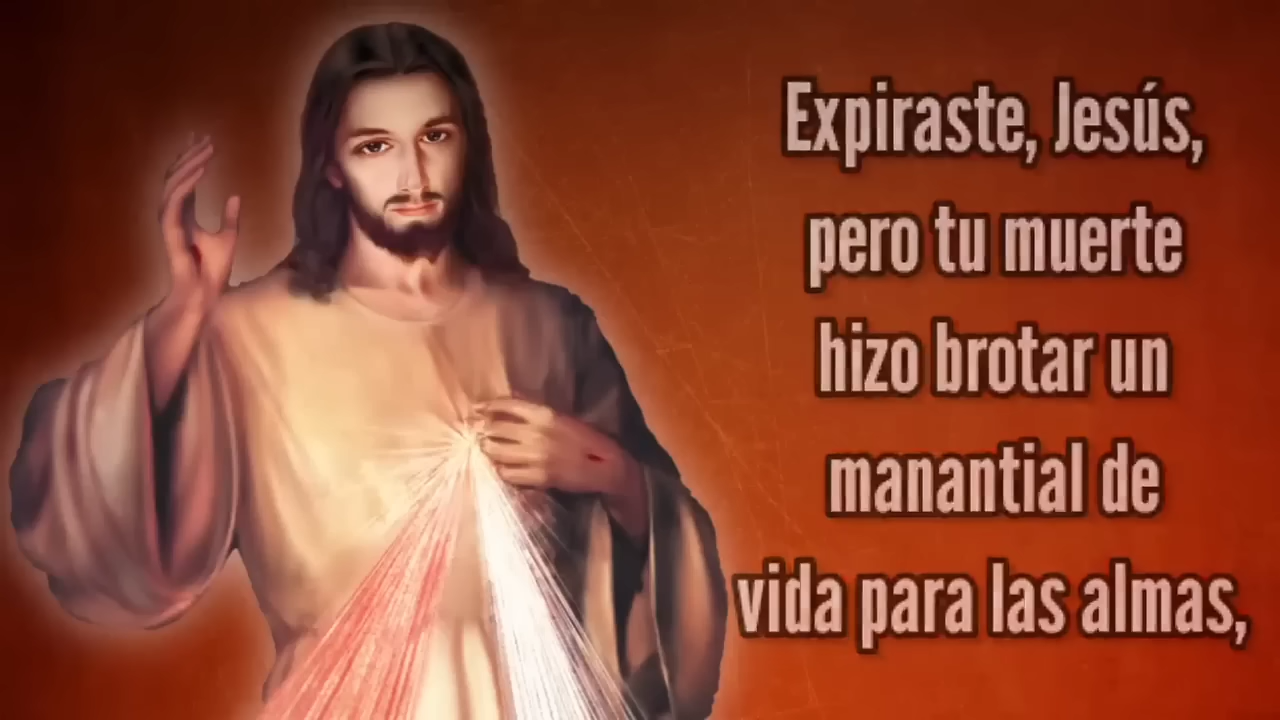 Expiraste, Jesús,
pero tu muerte
hizo brotar un
manantial de
vida para las almas,